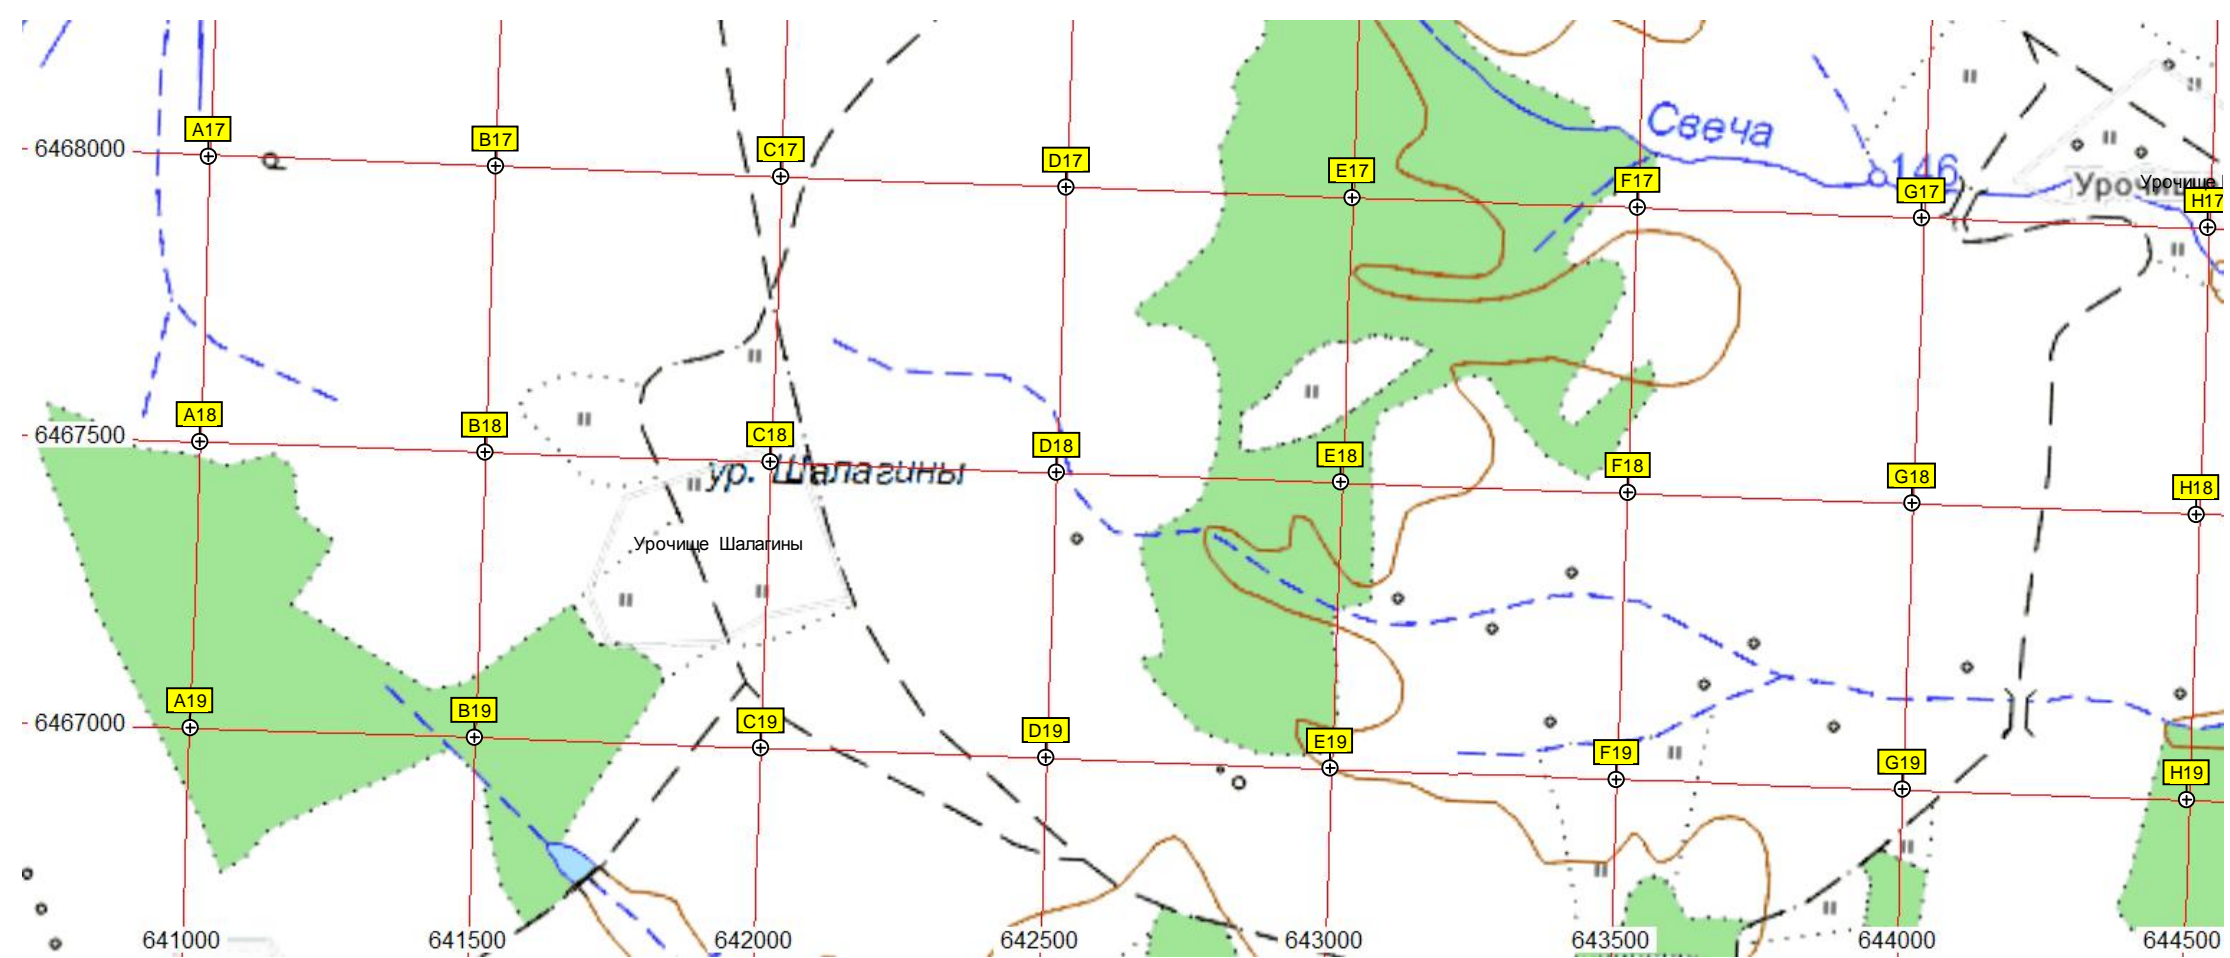 Свеча
146
A17
B17
C17
D17
E17
F17
G17
H17
6468000
Урочище
A18
B18
C18
D18
E18
F18
G18
H18
6467500
ур. Шалагины
Урочище Шалагины
A19
B19
C19
D19
E19
F19
G19
H19
6467000
641000
641500
642000
642500
643000
643500
644000
644500